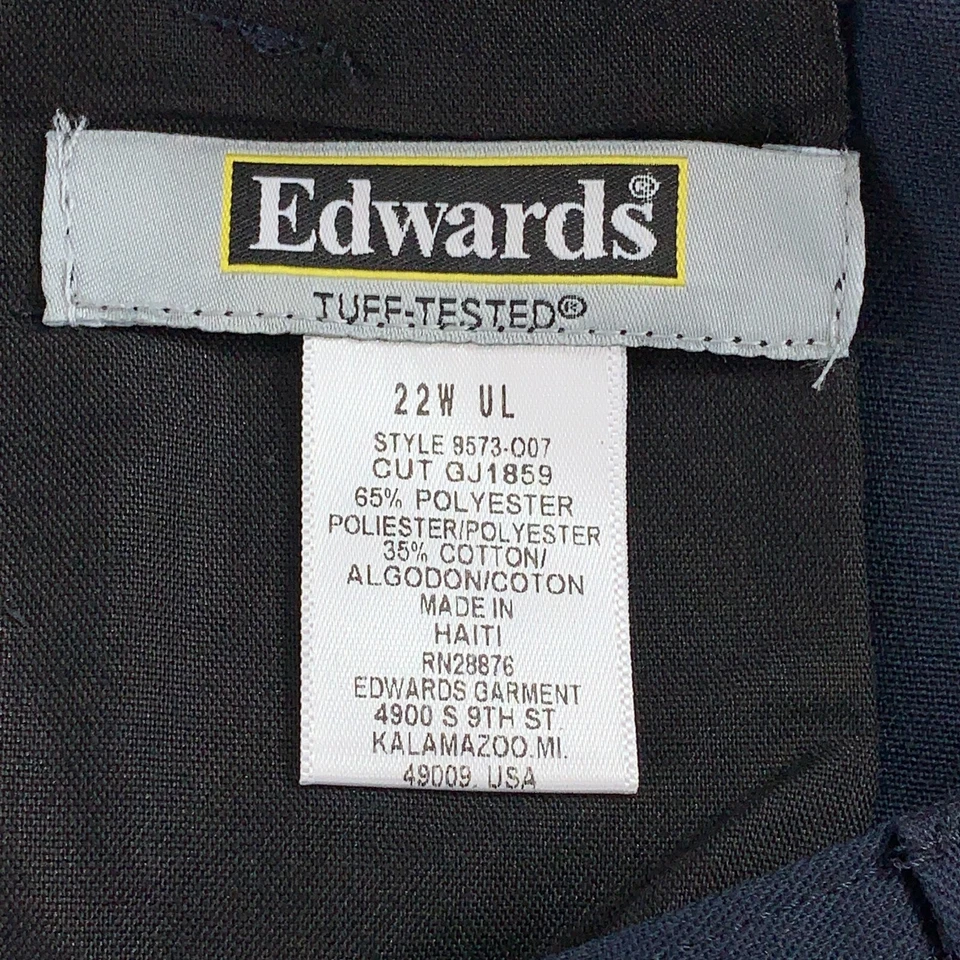 Edwards®
TUFF-TESTED®
22W UL
STYLE 8573-007
CUT GJ1859
65% POLYESTER
POLIESTER/POLYESTER
35% COTTON/
ALGODON/COTON
MADE IN
HAITI
RN28876
EDWARDS GARMENT
4900 S 9TH ST.
KALAMAZOO.MI.
49009. USA